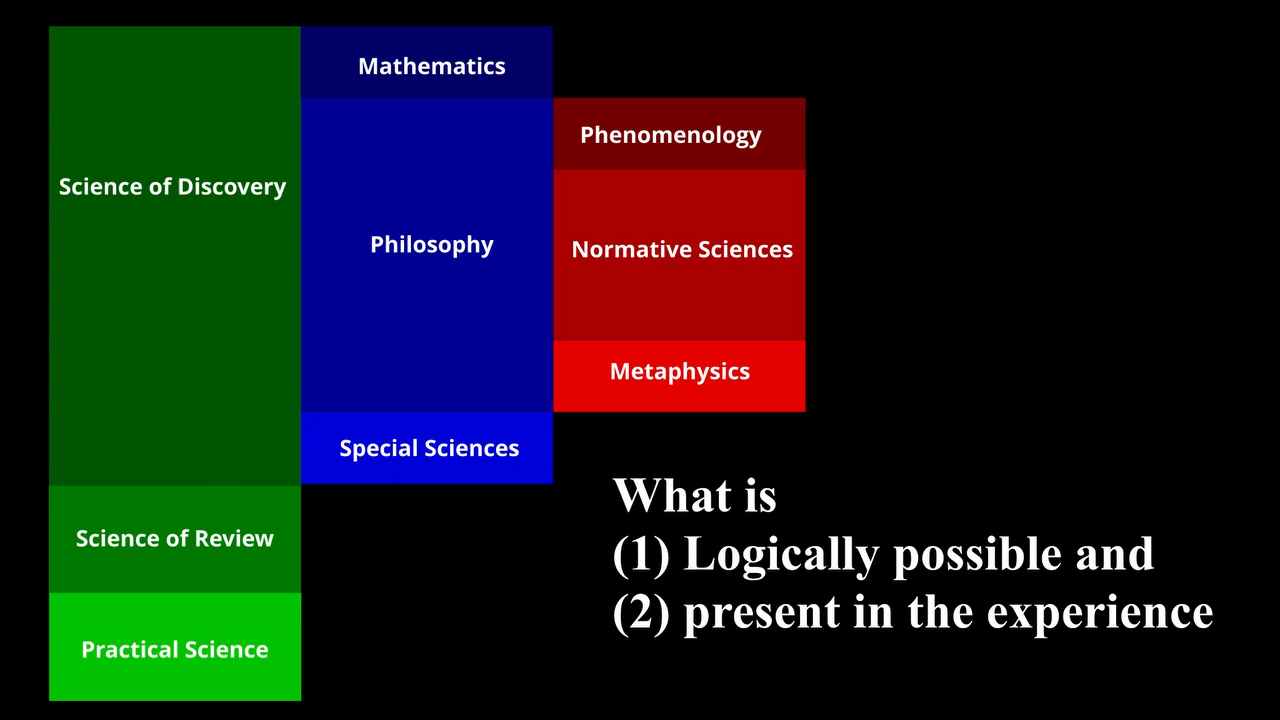 Mathematics
Phenomenology
Science of Discovery
Philosophy
Normative Sciences
Metaphysics
Special Sciences
Science of Review
Practical Science
What is
(1) Logically possible and
(2) present in the experience